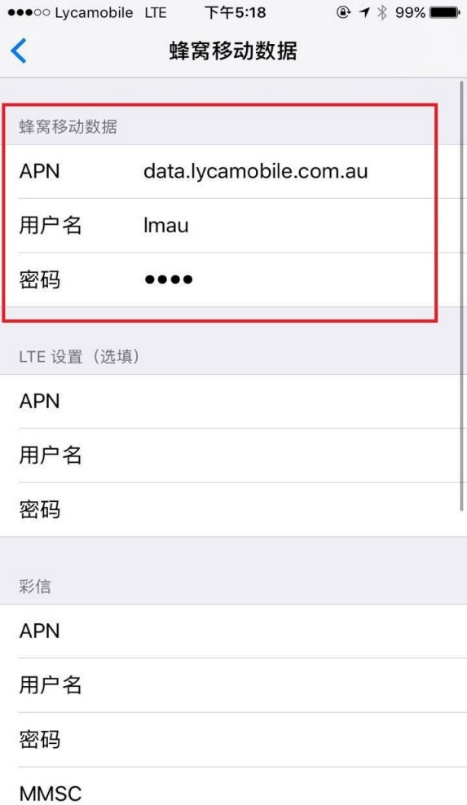 Lycamobile LTE 下午5:18 99%
蜂窝移动数据
蜂窝移动数据
APN data.lycamobile.com.au
用户名 lmau
密码 ●●●●
LTE 设置（选填）
APN
用户名
密码
彩信
APN
用户名
密码
MMSC